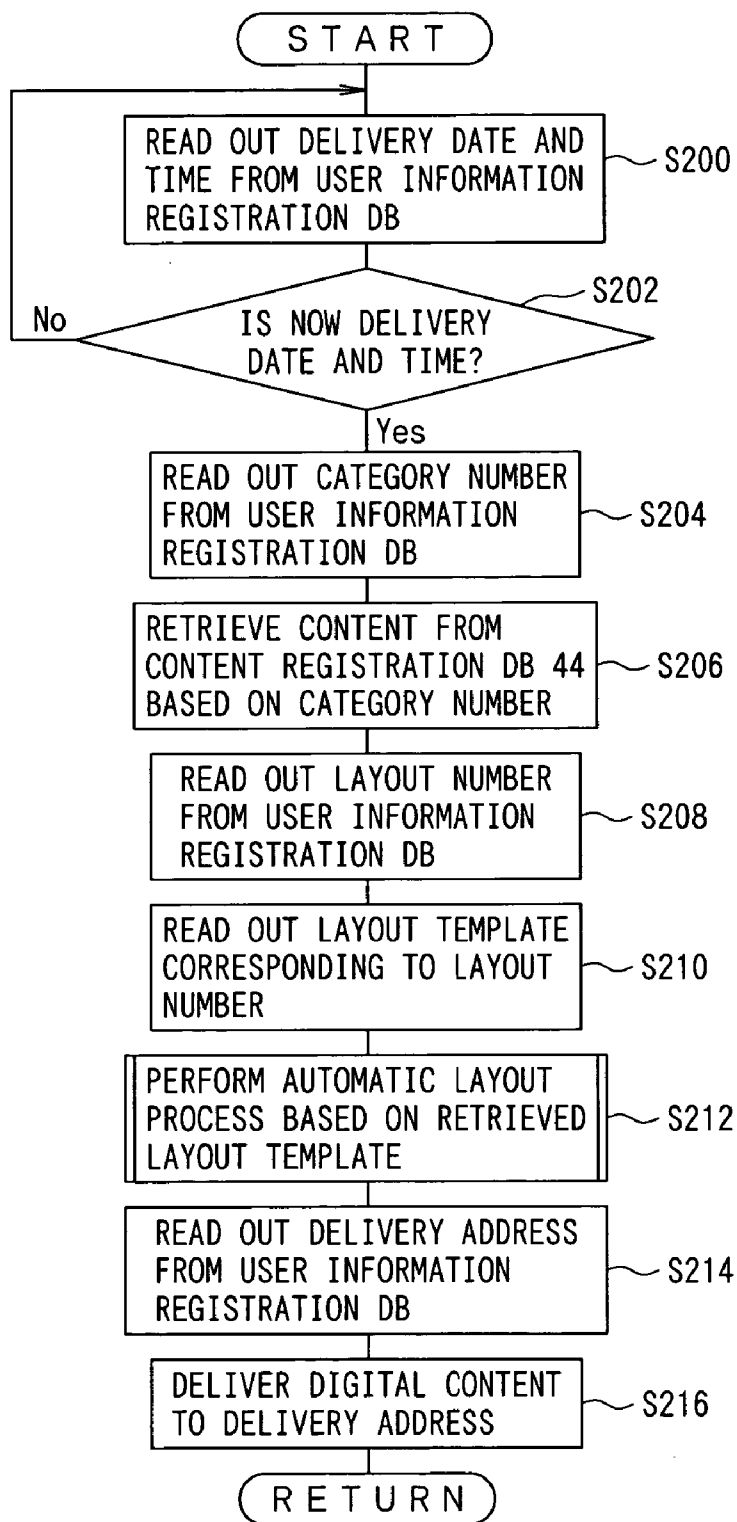 START
READ OUT DELIVERY DATE AND
TIME FROM USER INFORMATION
REGISTRATION DB
S200
S202
No
IS NOW DELIVERY
DATE AND TIME?
Yes
READ OUT CATEGORY NUMBER
FROM USER INFORMATION
REGISTRATION DB
S204
RETRIEVE CONTENT FROM
CONTENT REGISTRATION DB 44
BASED ON CATEGORY NUMBER
S206
READ OUT LAYOUT NUMBER
FROM USER INFORMATION
REGISTRATION DB
S208
READ OUT LAYOUT TEMPLATE
CORRESPONDING TO LAYOUT
NUMBER
S210
PERFORM AUTOMATIC LAYOUT
PROCESS BASED ON RETRIEVED
LAYOUT TEMPLATE
S212
READ OUT DELIVERY ADDRESS
FROM USER INFORMATION
REGISTRATION DB
S214
DELIVER DIGITAL CONTENT
TO DELIVERY ADDRESS
S216
RETURN